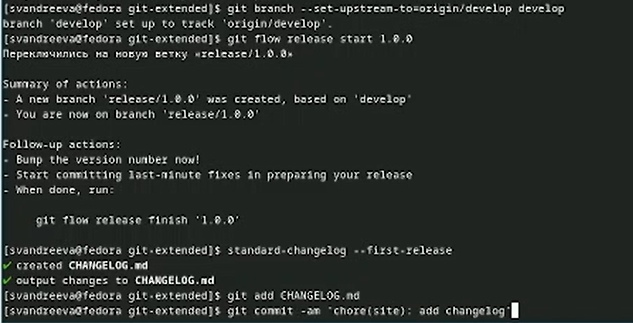 [svandreeva@fedora git-extended]$ git branch --set-upstream-to=origin/develop develop
branch 'develop' set up to track 'origin/develop'.
[svandreeva@fedora git-extended]$ git flow release start 1.0.0
Переключились на новую ветку «release/1.0.0»
Summary of actions:
- A new branch 'release/1.0.0' was created, based on 'develop'
- You are now on branch 'release/1.0.0'
Follow-up actions:
- Bump the version number now!
- Start committing last-minute fixes in preparing your release
- When done, run:
git flow release finish '1.0.0'
[svandreeva@fedora git-extended]$ standard-changelog --first-release
✔ created CHANGELOG.md
✔ output changes to CHANGELOG.md
[svandreeva@fedora git-extended]$ git add CHANGELOG.md
[svandreeva@fedora git-extended]$ git commit -am 'chore(site): add changelog'